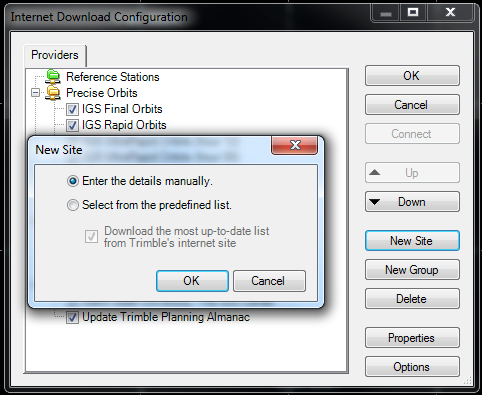 Internet Download Configuration
Providers
Reference Stations
Precise Orbits
IGS Final Orbits
IGS Rapid Orbits
New Site
Enter the details manually.
Select from the predefined list.
Download the most up-to-date list
from Trimble's internet site
OK
Cancel
Update Trimble Planning Almanac
OK
Cancel
Connect
Up
Down
New Site
New Group
Delete
Properties
Options